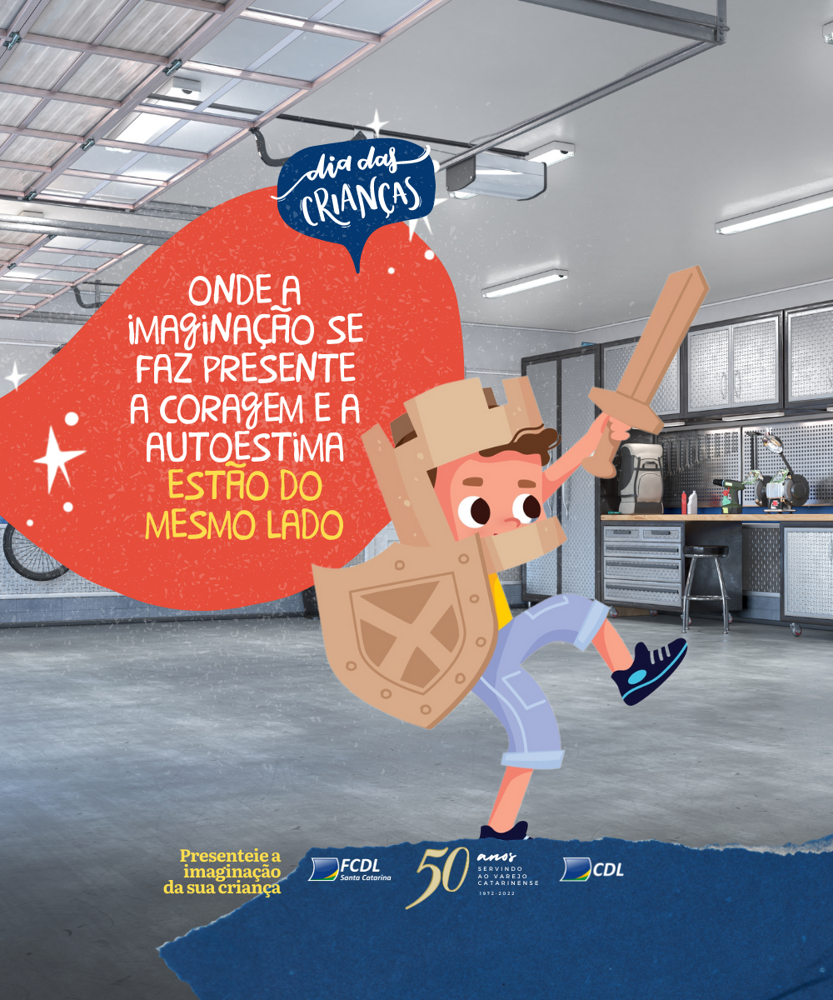 dia das
CRIANÇAS
ONDE A
iMAgiNAÇÃO SE
FAZ PRESENTE
A CORAgEM E A
AUTOESTiMA
ESTÃO DO
MESMO LADO
Presenteie a
imaginação
da sua criança
FCDL
Santa Catarina
50 anos
SERVINDO
AO VAREJO
CATARINENSE
1972-2022
CDL